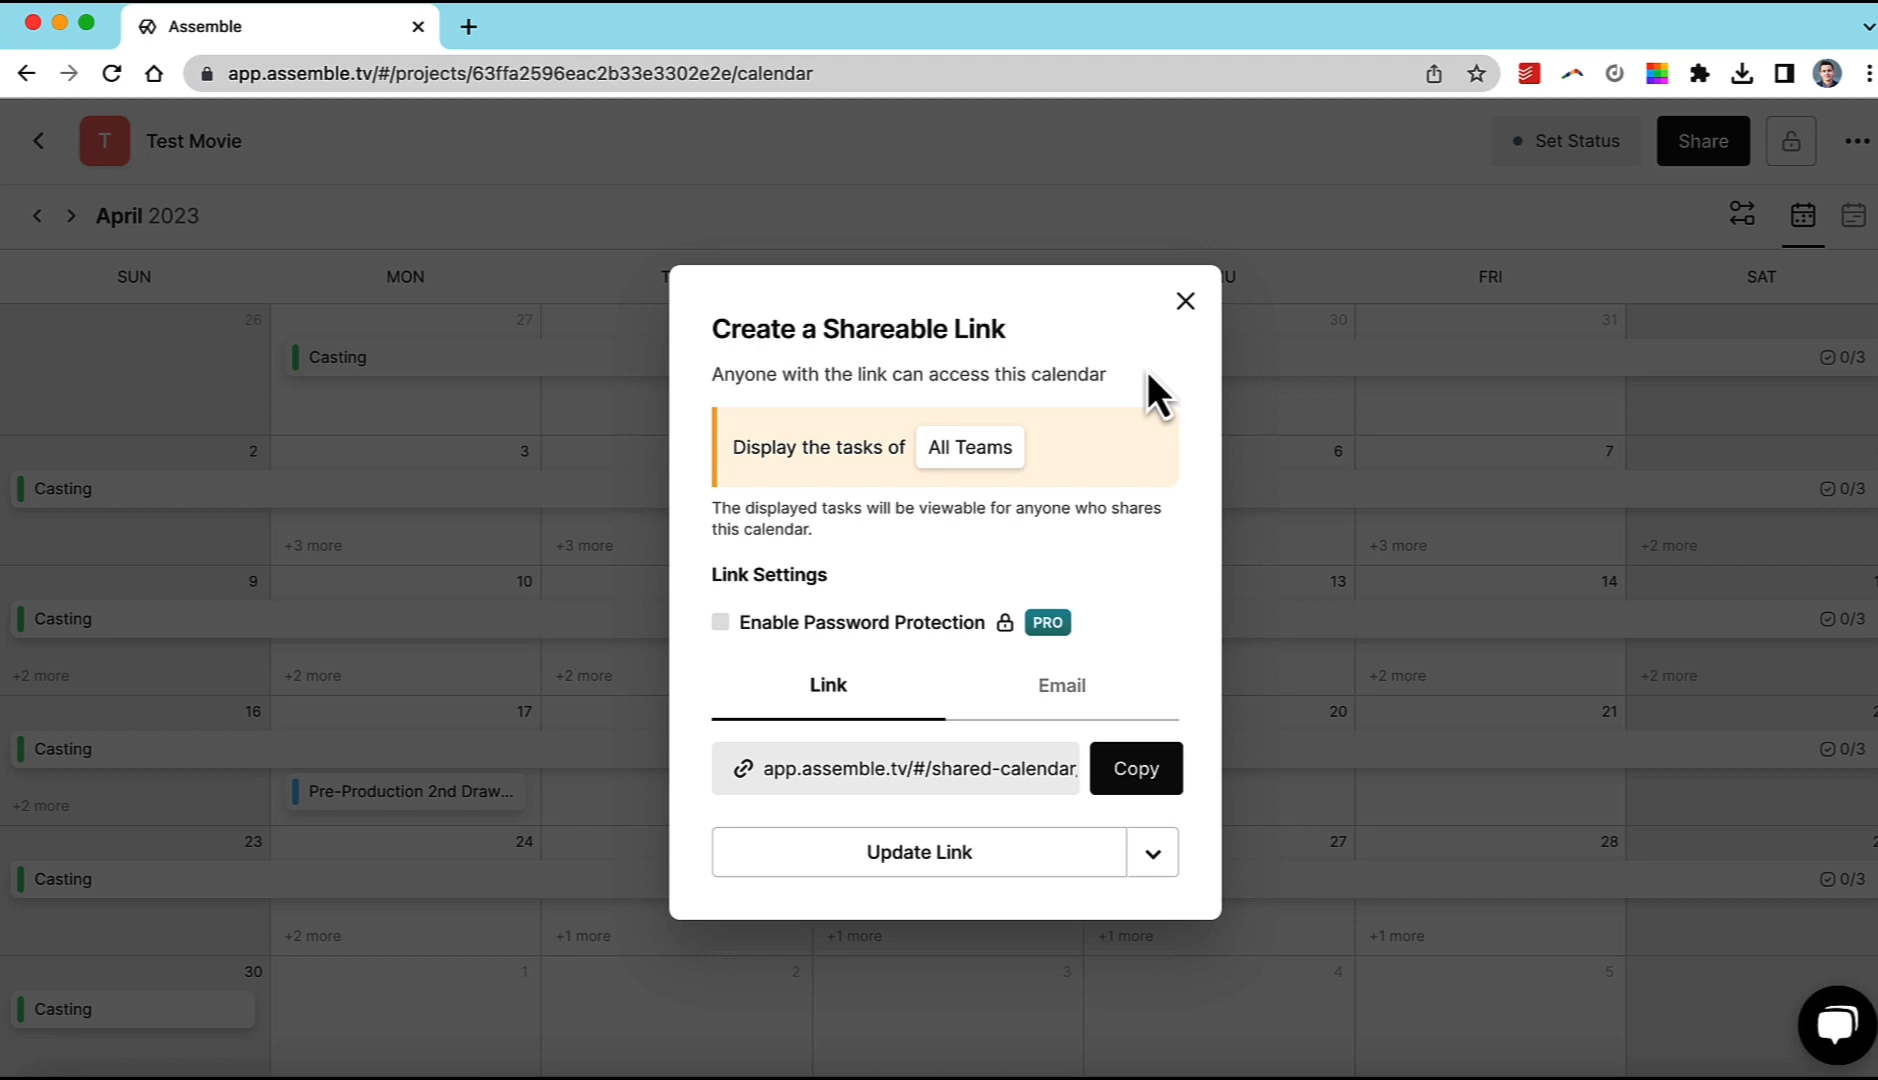 Assemble
app.assemble.tv/#/projects/63ffa2596eac2b33e3302e2e/calendar
T
Test Movie
Set Status
Share
April 2023
SUN
MON
FRI
SAT
26
27
30
31
Casting
0/3
2
3
6
7
Casting
0/3
+3 more
+3 more
+3 more
+2 more
9
10
13
14
Casting
0/3
+2 more
+2 more
+2 more
+2 more
+2 more
16
17
20
21
Casting
0/3
+2 more
Pre-Production 2nd Draw...
23
24
27
28
Casting
0/3
+2 more
+1 more
+1 more
+1 more
+1 more
30
1
2
3
4
5
Casting
Create a Shareable Link
Anyone with the link can access this calendar
Display the tasks of All Teams
The displayed tasks will be viewable for anyone who shares
this calendar.
Link Settings
Enable Password Protection PRO
Link
Email
app.assemble.tv/#/shared-calendar
Copy
Update Link